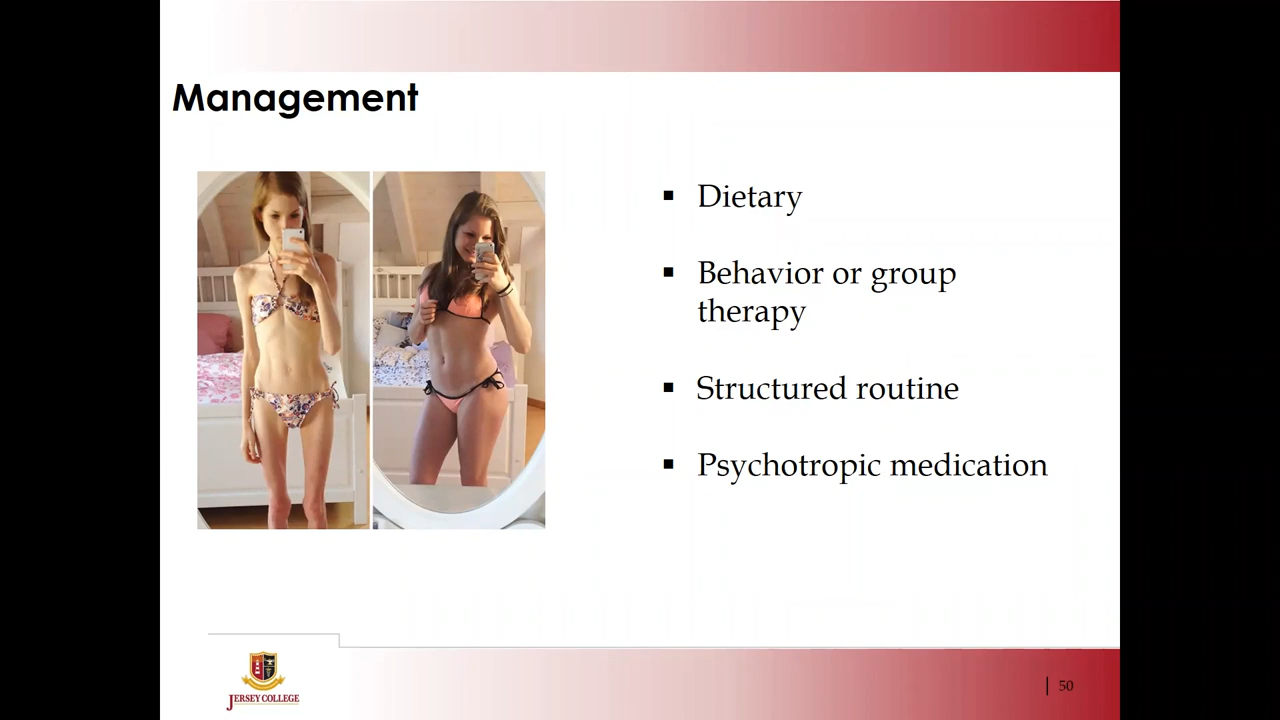 Management
Dietary
Behavior or group
therapy
Structured routine
Psychotropic medication
JERSEY COLLEGE
50